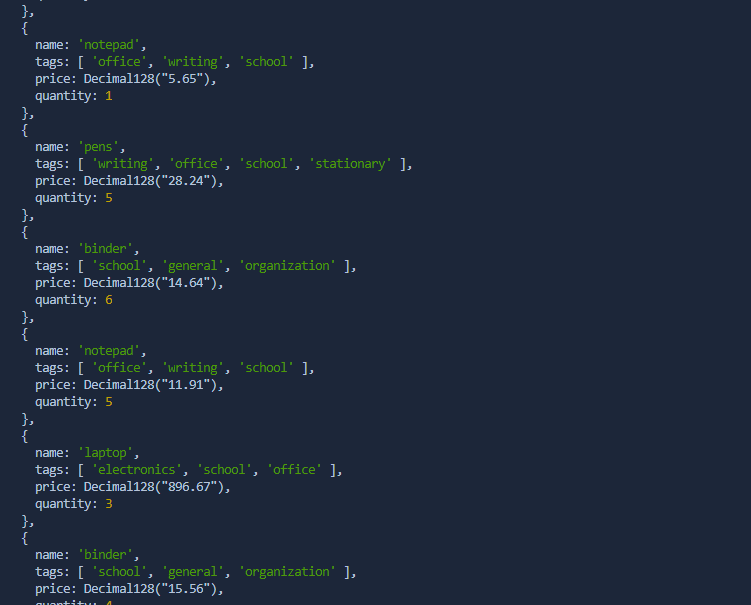 },
{
name: 'notepad',
tags: [ 'office', 'writing', 'school' ],
price: Decimal128("5.65"),
quantity: 1
},
{
name: 'pens',
tags: [ 'writing', 'office', 'school', 'stationary' ],
price: Decimal128("28.24"),
quantity: 5
},
{
name: 'binder',
tags: [ 'school', 'general', 'organization' ],
price: Decimal128("14.64"),
quantity: 6
},
{
name: 'notepad',
tags: [ 'office', 'writing', 'school' ],
price: Decimal128("11.91"),
quantity: 5
},
{
name: 'laptop',
tags: [ 'electronics', 'school', 'office' ],
price: Decimal128("896.67"),
quantity: 3
},
{
name: 'binder',
tags: [ 'school', 'general', 'organization' ],
price: Decimal128("15.56"),
quantity: 4